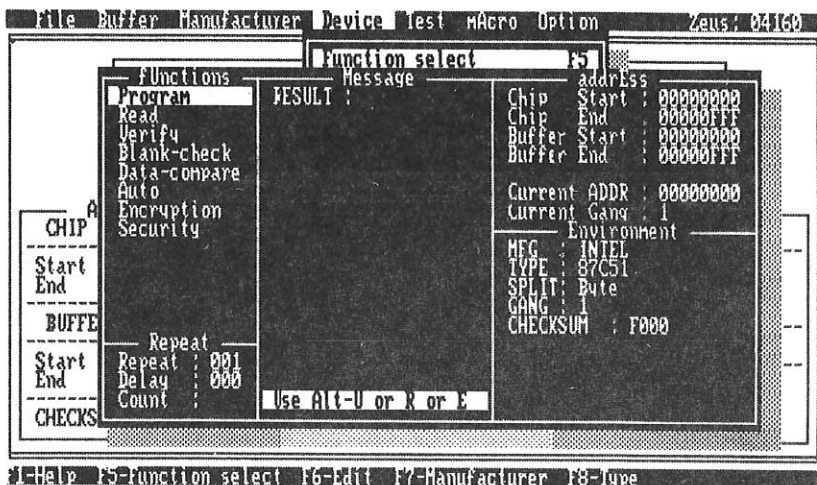 File Buffer Manufacturer Device Test mAcro Option Zeus: 04160
Function select F5
fUnctions
Program
Read
Verify
Blank-check
Data-compare
Auto
Encryption
Security
Repeat
Repeat : 001
Delay : 000
Count :
Message
RESULT :
Use Alt-U or R or E
addrEss
Chip Start : 00000000
Chip End : 00000FFF
Buffer Start : 00000000
Buffer End : 00000FFF
Current ADDR : 00000000
Current Gang : 1
Environment
MFG : INTEL
TYPE : 87C51
SPLIT: Byte
GANG : 1
CHECKSUM : F000
A
CHIP
Start
End
BUFFE
Start
End
CHECKS
F1-Help F5-Function select F6-Edit F7-Manufacturer F8-Type